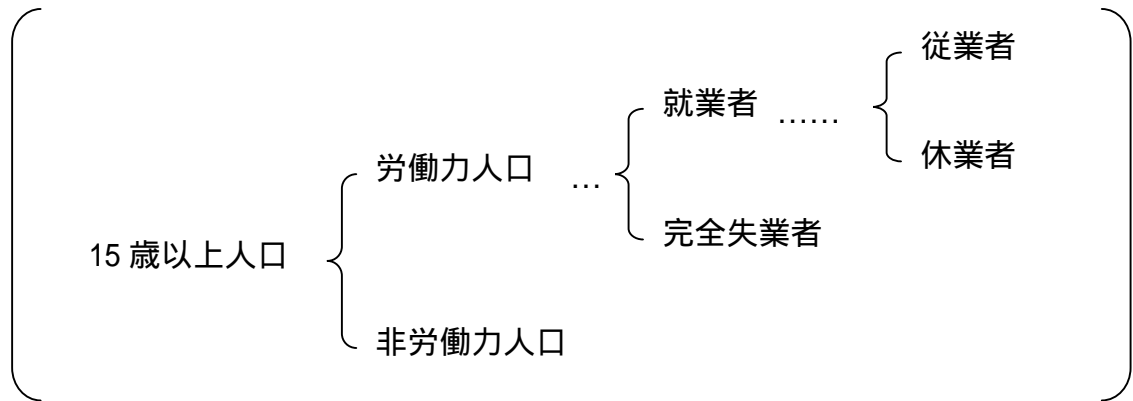 従業者
就業者 ……
休業者
労働力人口 …
完全失業者
15 歳以上人口
非労働力人口